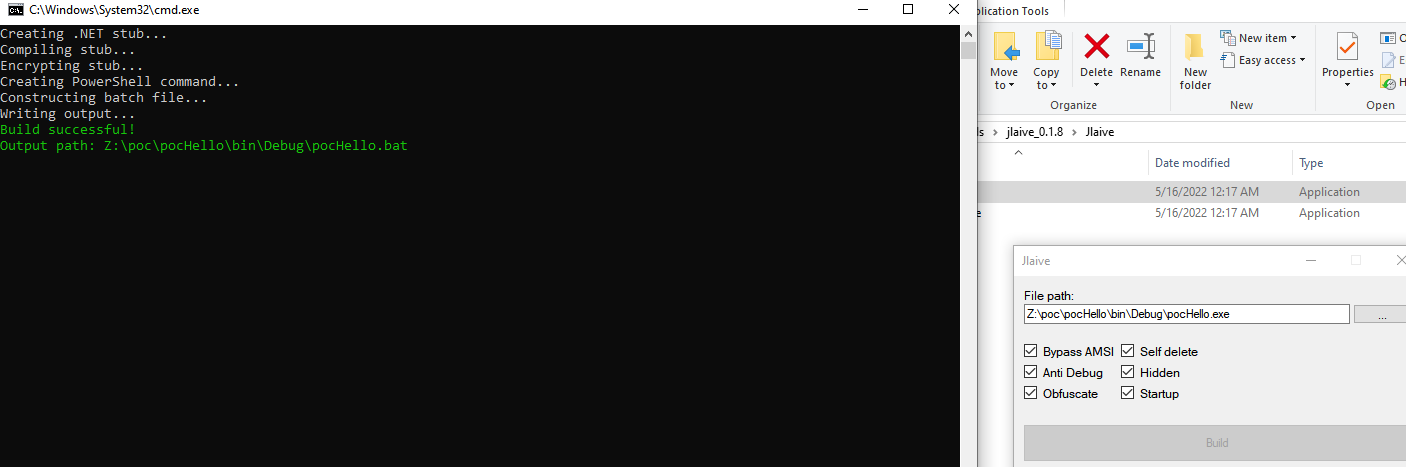 C:\Windows\System32\cmd.exe
Creating .NET stub...
Compiling stub...
Encrypting stub...
Creating PowerShell command...
Constructing batch file...
Writing output...
Build successful!
Output path: Z:\poc\pocHello\bin\Debug\pocHello.bat
plication Tools
Move to
Copy to
Delete
Rename
New folder
New item
Easy access
Properties
Organize
New
Open
ds > jlaive_0.1.8 > Jlaive
Date modified
Type
5/16/2022 12:17 AM
Application
e
5/16/2022 12:17 AM
Application
Jlaive
File path:
Z:\poc\pocHello\bin\Debug\pocHello.exe
...
Bypass AMSI
Self delete
Anti Debug
Hidden
Obfuscate
Startup
Build